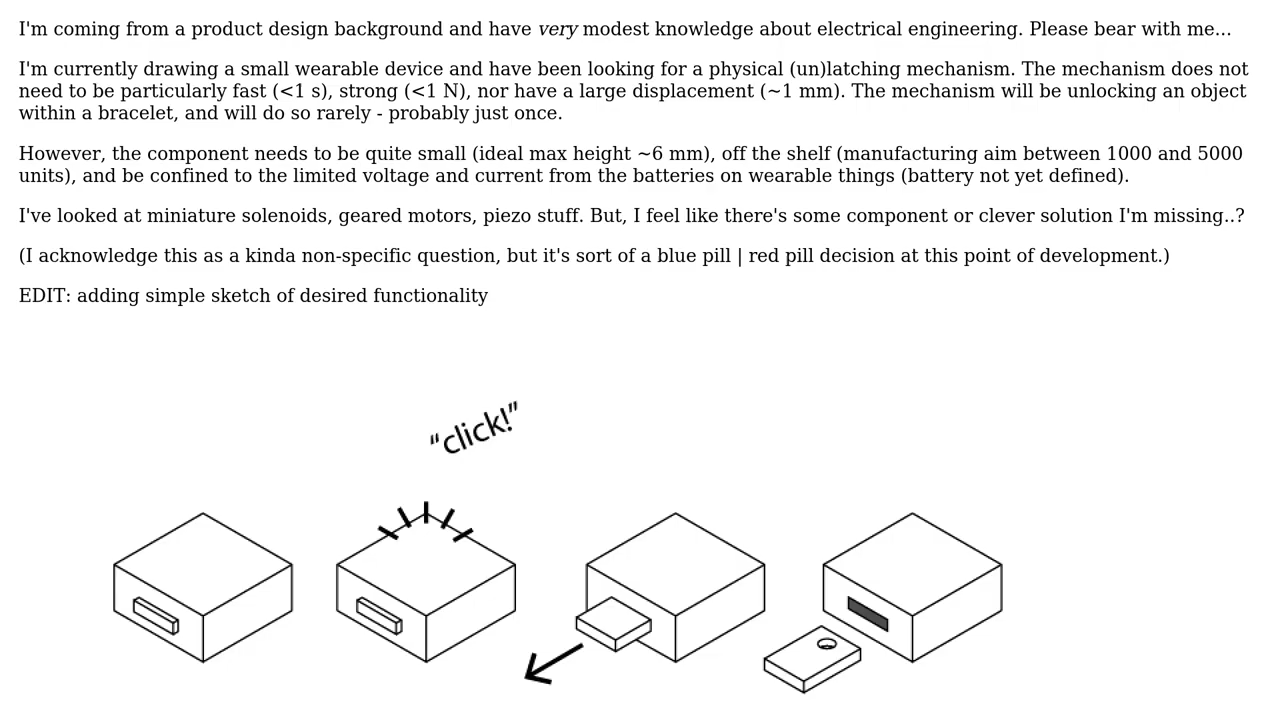 I'm coming from a product design background and have very modest knowledge about electrical engineering. Please bear with me...
I'm currently drawing a small wearable device and have been looking for a physical (un)latching mechanism. The mechanism does not
need to be particularly fast (<1 s), strong (<1 N), nor have a large displacement (~1 mm). The mechanism will be unlocking an object
within a bracelet, and will do so rarely - probably just once.
However, the component needs to be quite small (ideal max height ~6 mm), off the shelf (manufacturing aim between 1000 and 5000
units), and be confined to the limited voltage and current from the batteries on wearable things (battery not yet defined).
I've looked at miniature solenoids, geared motors, piezo stuff. But, I feel like there's some component or clever solution I'm missing..?
(I acknowledge this as a kinda non-specific question, but it's sort of a blue pill | red pill decision at this point of development.)
EDIT: adding simple sketch of desired functionality
“click!”